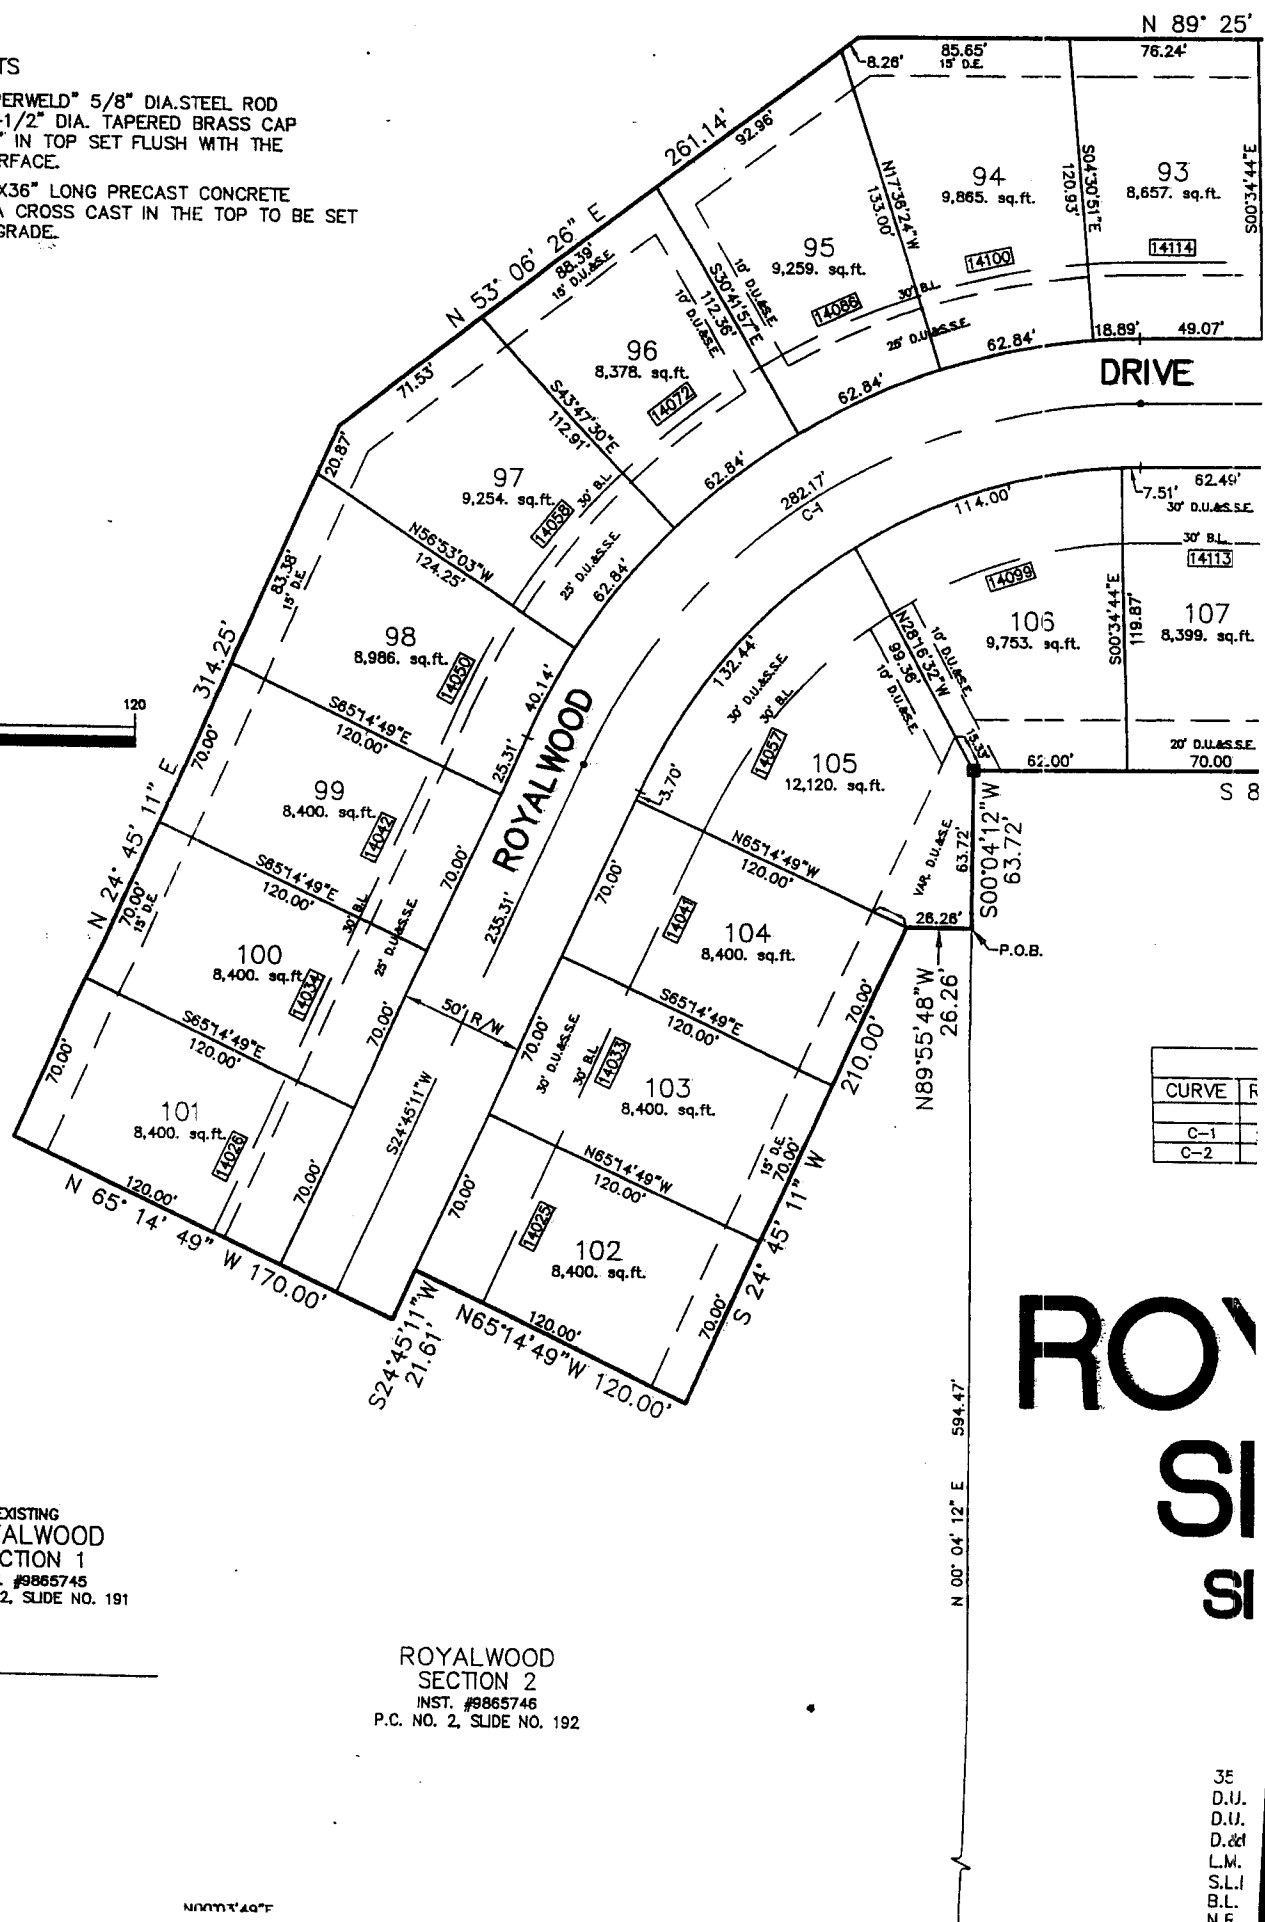 N 89° 25'
TS
PERWELD" 5/8" DIA.STEEL ROD
-1/2" DIA. TAPERED BRASS CAP
" IN TOP SET FLUSH WITH THE
RFACE.
X36" LONG PRECAST CONCRETE
A CROSS CAST IN THE TOP TO BE SET
GRADE.
8.26'
85.65'
15' D.E.
76.24'
261.14'
92.96'
N 53° 06' 26" E
88.39'
15' D.U.&S.E.
71.53'
20.87'
93
8,657. sq.ft.
14114
S00°34'44"E
S04°30'51"E
120.93'
94
9,865. sq.ft.
14100
N17°36'24"W
133.00'
95
9,259. sq.ft.
14086
30' B.L.
25' D.U.&S.S.E.
10' D.U.&S.E.
S30°41'57"E
112.36'
10' D.U.&S.E.
96
8,378. sq.ft.
14072
S43°47'30"E
112.91'
97
9,254. sq.ft.
14058
30' B.L.
25' D.U.&S.S.E.
18.89'
49.07'
62.84'
62.84'
62.84'
62.84'
DRIVE
282.17'
C-1
114.00'
7.51'
62.49'
30' D.U.&S.S.E.
30' B.L.
14113
N56°53'03"W
124.25'
83.38'
15' D.E.
314.25'
98
8,986. sq.ft.
14050
40.14'
25.31'
ROYALWOOD
132.44'
30' D.U.&S.S.E.
30' B.L.
14099
106
9,753. sq.ft.
S00°34'44"E
119.87'
107
8,399. sq.ft.
N28°16'32"W
99.36'
10' D.U.&S.E.
10' D.U.&S.E.
15.33'
62.00'
20' D.U.&S.S.E.
70.00
S 8
120
S65°14'49"E
120.00'
70.00'
99
8,400. sq.ft.
14042
70.00'
3.70'
14057
105
12,120. sq.ft.
VAR. D.U.&S.E.
63.72'
S00°04'12"W
63.72'
N65°14'49"W
120.00'
26.26'
P.O.B.
N89°55'48"W
26.26'
N 24° 45' 11" E
S65°14'49"E
120.00'
70.00'
15' D.E.
30' B.L.
25' D.U.&S.S.E.
235.31'
70.00'
14041
104
8,400. sq.ft.
100
8,400. sq.ft.
14034
70.00'
50' R/W
S65°14'49"E
120.00'
70.00'
210.00'
S65°14'49"E
120.00'
70.00'
30' D.U.&S.S.E.
30' B.L.
14033
103
8,400. sq.ft.
70.00'
101
8,400. sq.ft.
14026
S24°45'11"W
70.00'
70.00'
N65°14'49"W
120.00'
15' D.E.
70.00'
S 24° 45' 11" W
120.00'
N 65° 14' 49" W 170.00'
14025
102
8,400. sq.ft.
70.00'
S24°45'11"W
21.61'
120.00'
N65°14'49"W 120.00'
CURVE
R
C-1
C-2
ROY
SI
SI
594.47'
N 00° 04' 12" E
EXISTING
YALWOOD
CTION 1
. #9865745
2, SLIDE NO. 191
ROYALWOOD
SECTION 2
INST. #9865746
P.C. NO. 2, SLIDE NO. 192
35
D.U.
D.U.
D.&
L.M.
S.L.
B.L.
N.R
N00°03'49"E